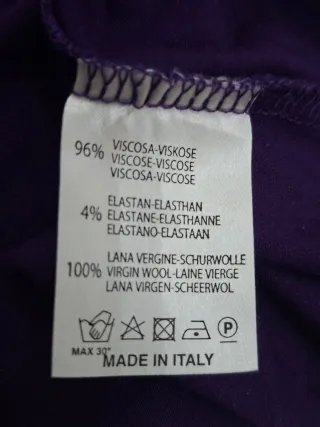 96% VISCOSA-VISKOSE
VISCOSE-VISCOSE
VISCOSA-VISCOSE
ELASTAN-ELASTHAN
4% ELASTANE-ELASTHANNE
ELASTANO-ELASTAAN
LANA VERGINE-SCHURWOLLE
100% VIRGIN WOOL-LAINE VIERGE
LANA VIRGEN-SCHEERWOL
P
MAX 30°
MADE IN ITALY